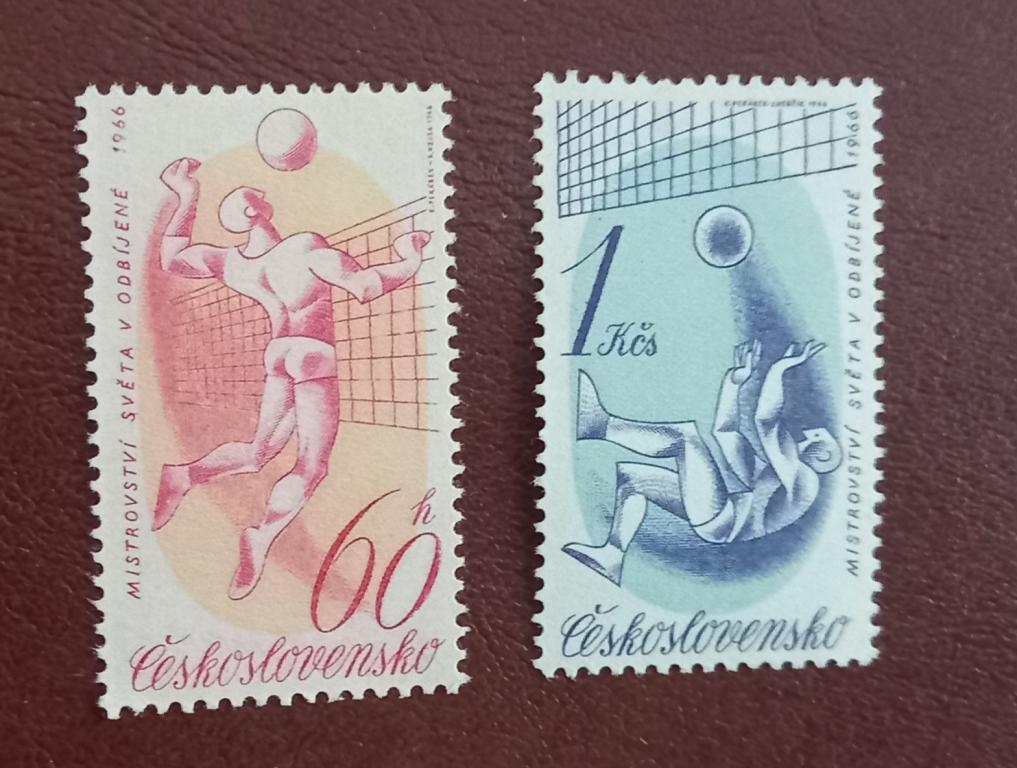 MISTROVSTVÍ SVĚTA V ODBÍJENÉ 1966
60 h
Československo
1 Kčs
MISTROVSTVÍ SVĚTA V ODBÍJENÉ 1966
Československo